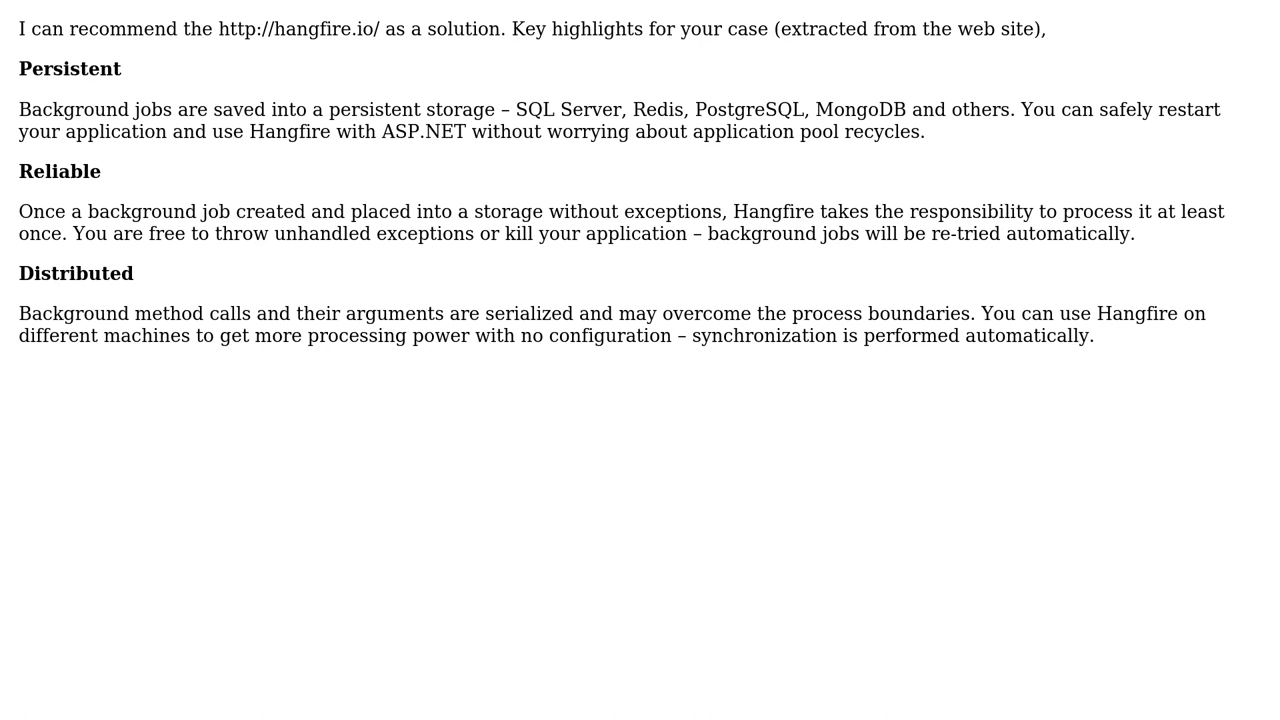 I can recommend the http://hangfire.io/ as a solution. Key highlights for your case (extracted from the web site),
Persistent
Background jobs are saved into a persistent storage – SQL Server, Redis, PostgreSQL, MongoDB and others. You can safely restart
your application and use Hangfire with ASP.NET without worrying about application pool recycles.
Reliable
Once a background job created and placed into a storage without exceptions, Hangfire takes the responsibility to process it at least
once. You are free to throw unhandled exceptions or kill your application – background jobs will be re-tried automatically.
Distributed
Background method calls and their arguments are serialized and may overcome the process boundaries. You can use Hangfire on
different machines to get more processing power with no configuration – synchronization is performed automatically.